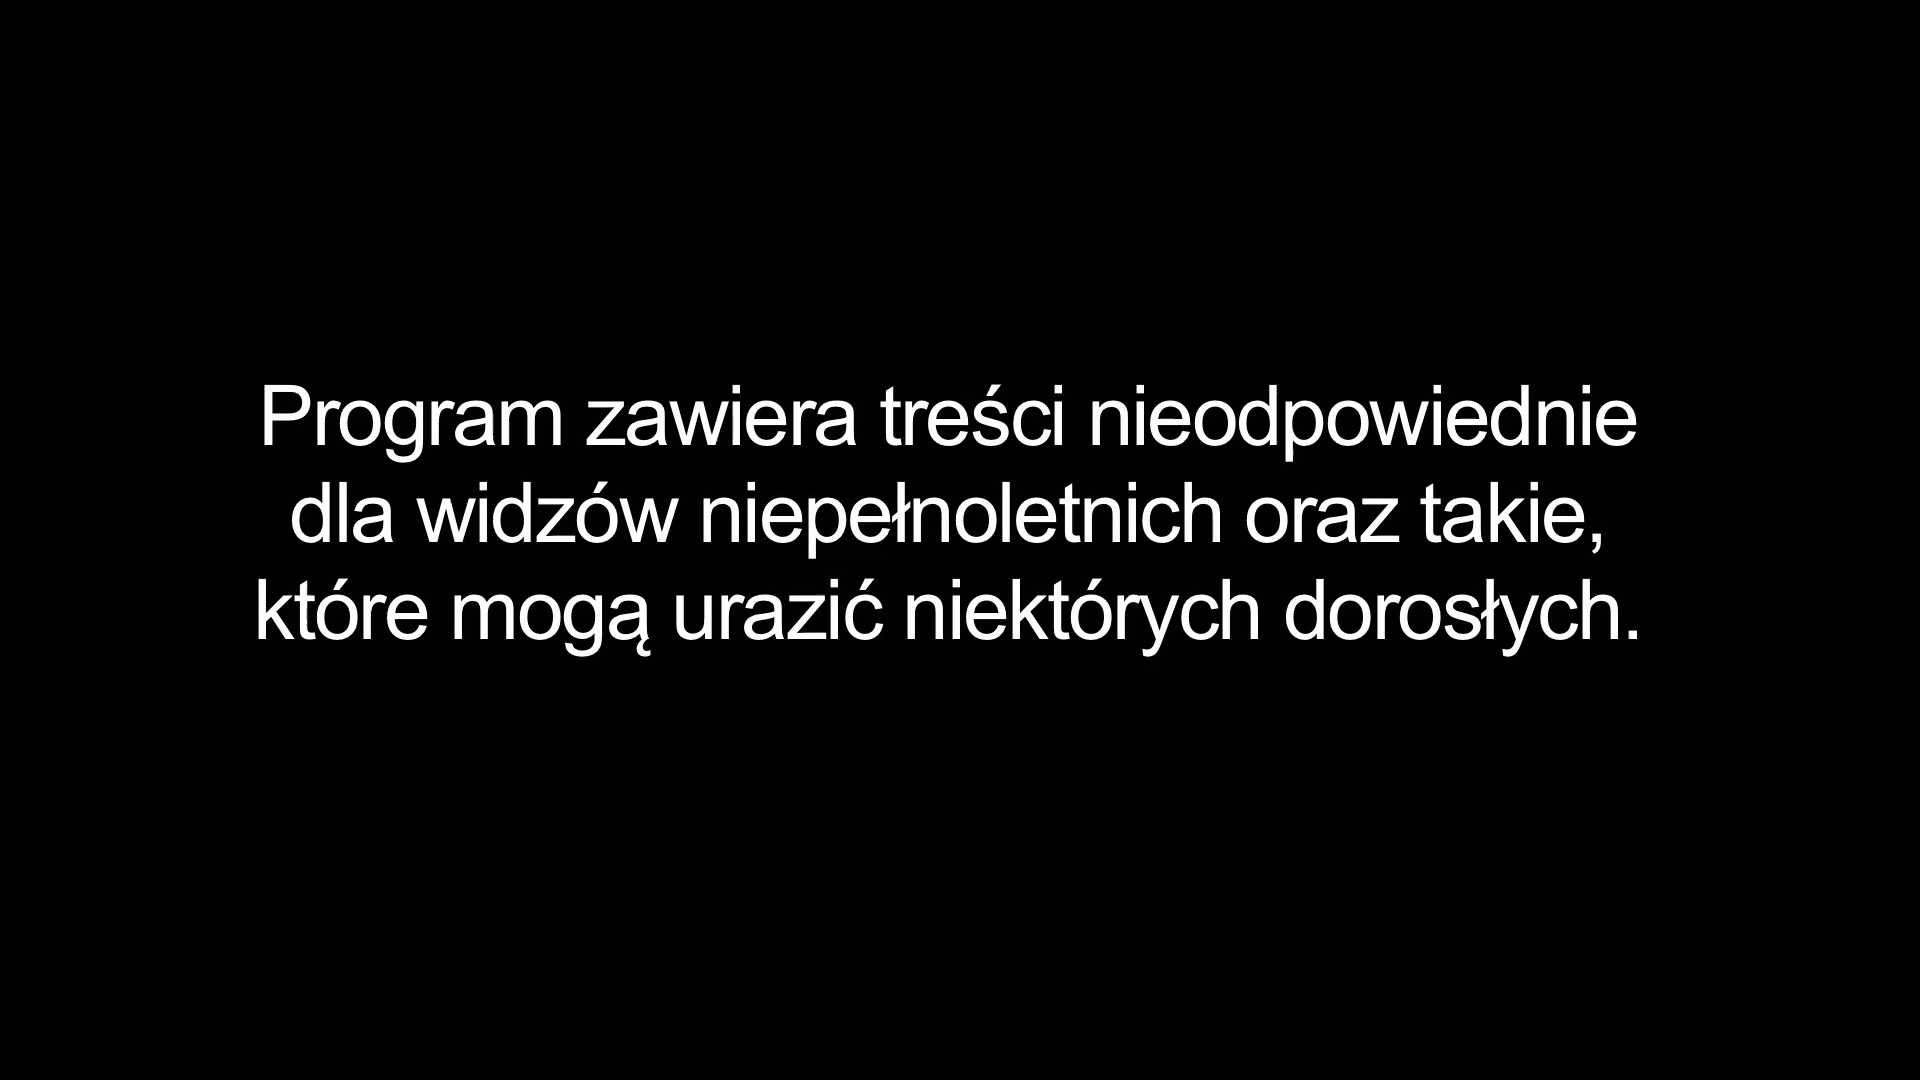 Program zawiera treści nieodpowiednie
dla widzów niepełnoletnich oraz takie,
które mogą urazić niektórych dorosłych.